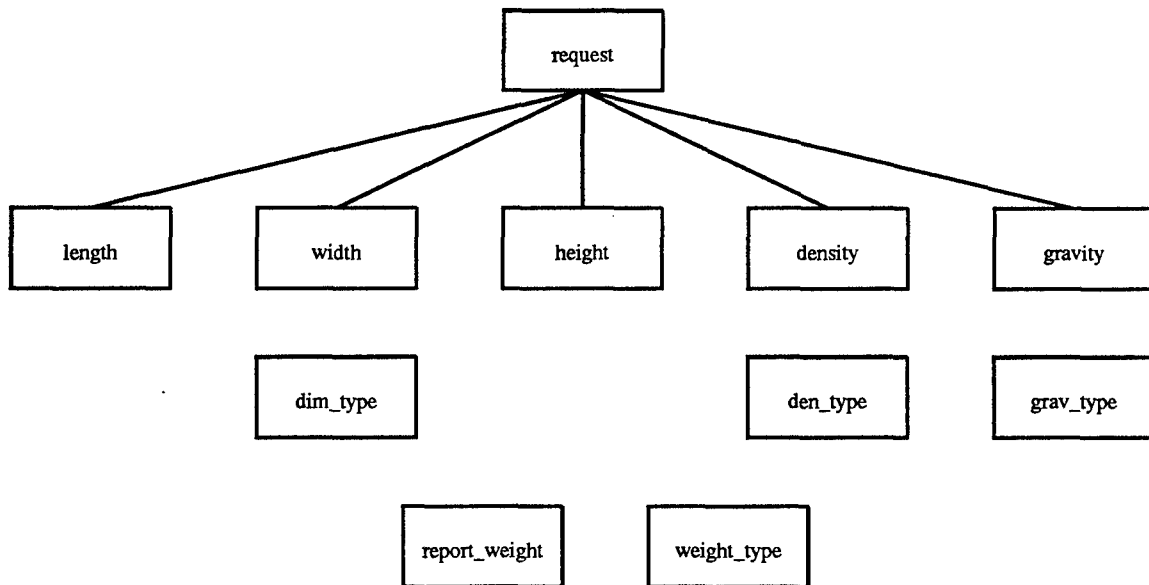 request
length
width
height
density
gravity
dim_type
den_type
grav_type
report_weight
weight_type